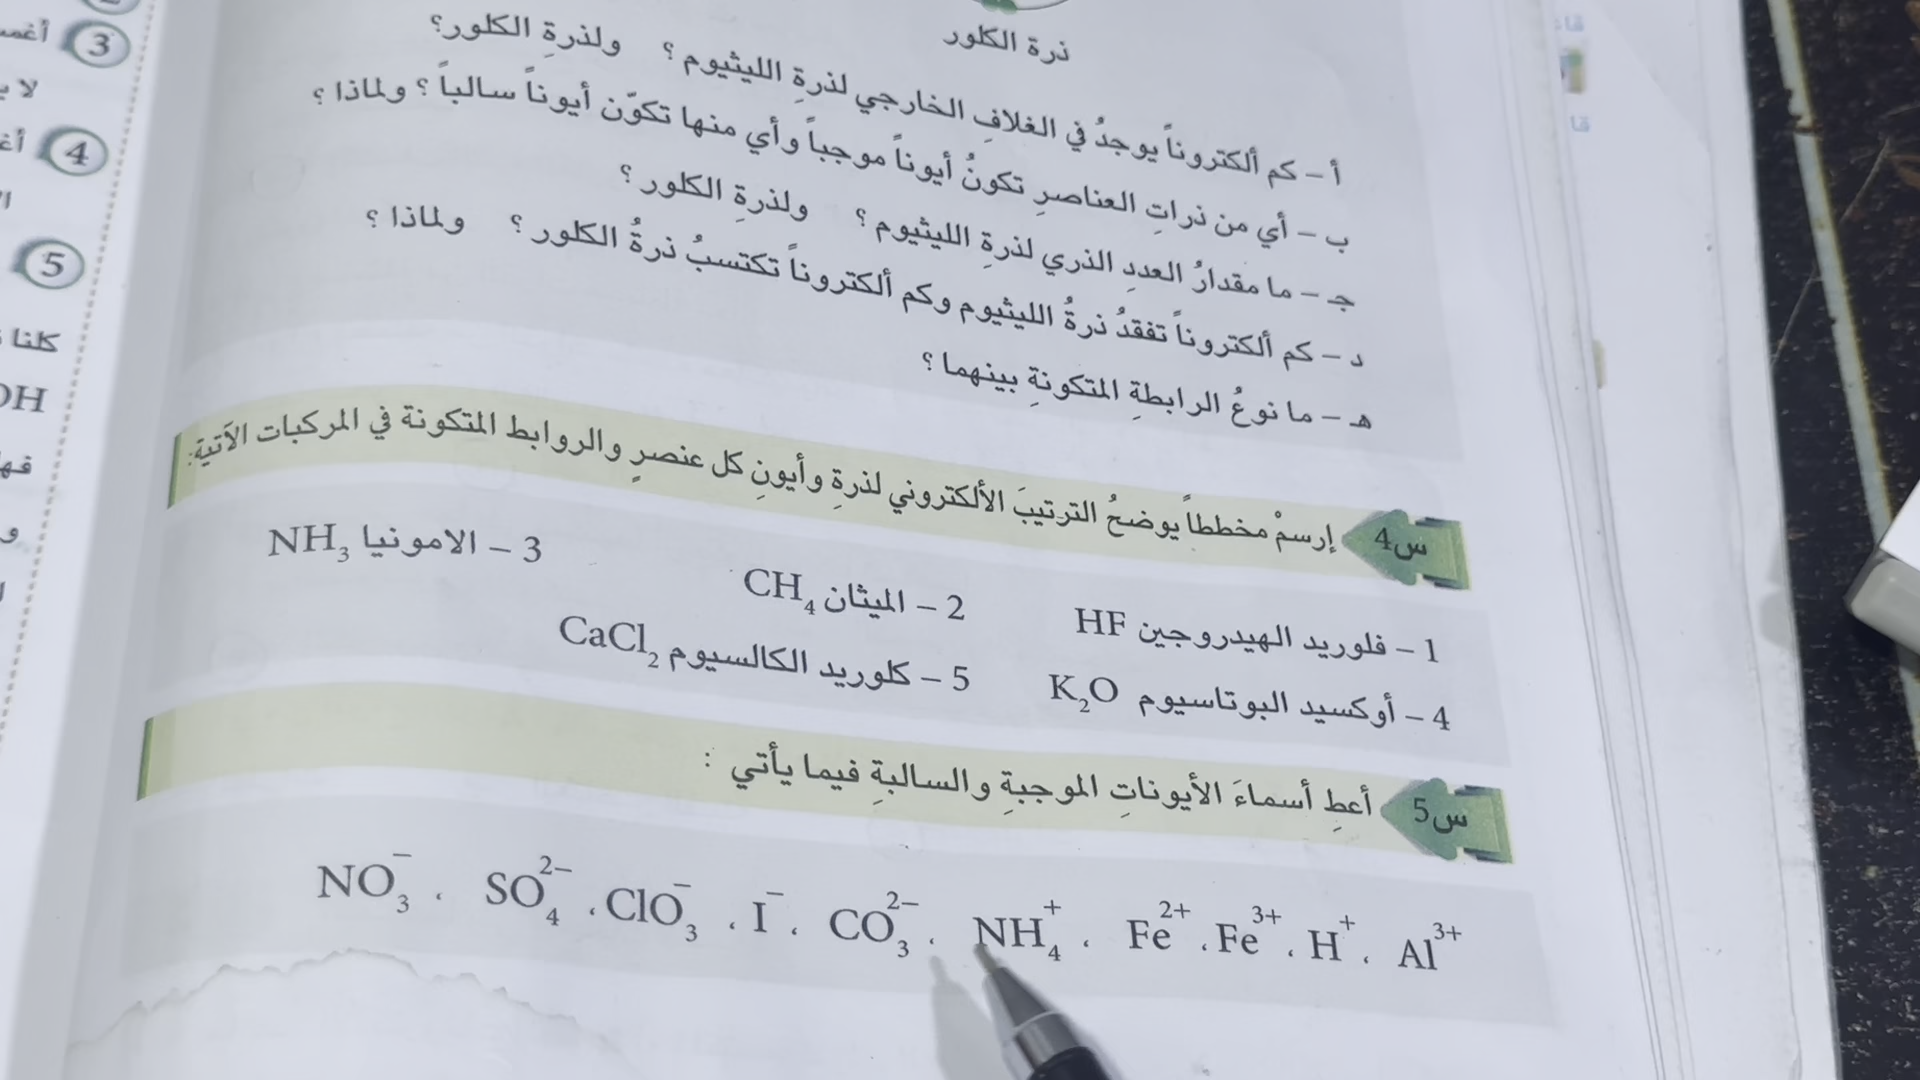 ذرة الكلور
أ – كم ألكتروناً يوجدُ في الغلافِ الخارجي لذرةِ الليثيوم ؟ ولذرةِ الكلور؟
ب – أي من ذراتِ العناصرِ تكونُ أيوناً موجباً وأي منها تكوّن أيوناً سالباً ؟ ولماذا ؟
جـ – ما مقدارُ العددِ الذري لذرةِ الليثيوم ؟ ولذرةِ الكلور ؟
د – كم ألكتروناً تفقدُ ذرةُ الليثيوم وكم ألكتروناً تكتسبُ ذرةُ الكلور ؟ ولماذا ؟
هـ – ما نوعُ الرابطةِ المتكونةِ بينهما ؟
س4 إرسمْ مخططاً يوضحُ الترتيبَ الألكتروني لذرةِ وأيونِ كل عنصرٍ والروابط المتكونة في المركبات الآتية:
1 – فلوريد الهيدروجين HF 2 – الميثان CH₄ 3 – الامونيا NH₃
4 – أوكسيد البوتاسيوم K₂O 5 – كلوريد الكالسيوم CaCl₂
س5 أعطِ أسماءَ الأيوناتِ الموجبةِ والسالبةِ فيما يأتي :
NO₃⁻ ، SO₄²⁻ ، ClO₃⁻ ، I⁻ ، CO₃²⁻ ، NH₄⁺ ، Fe²⁺ ، Fe³⁺ ، H⁺ ، Al³⁺
3
4
5
كلنا
OH